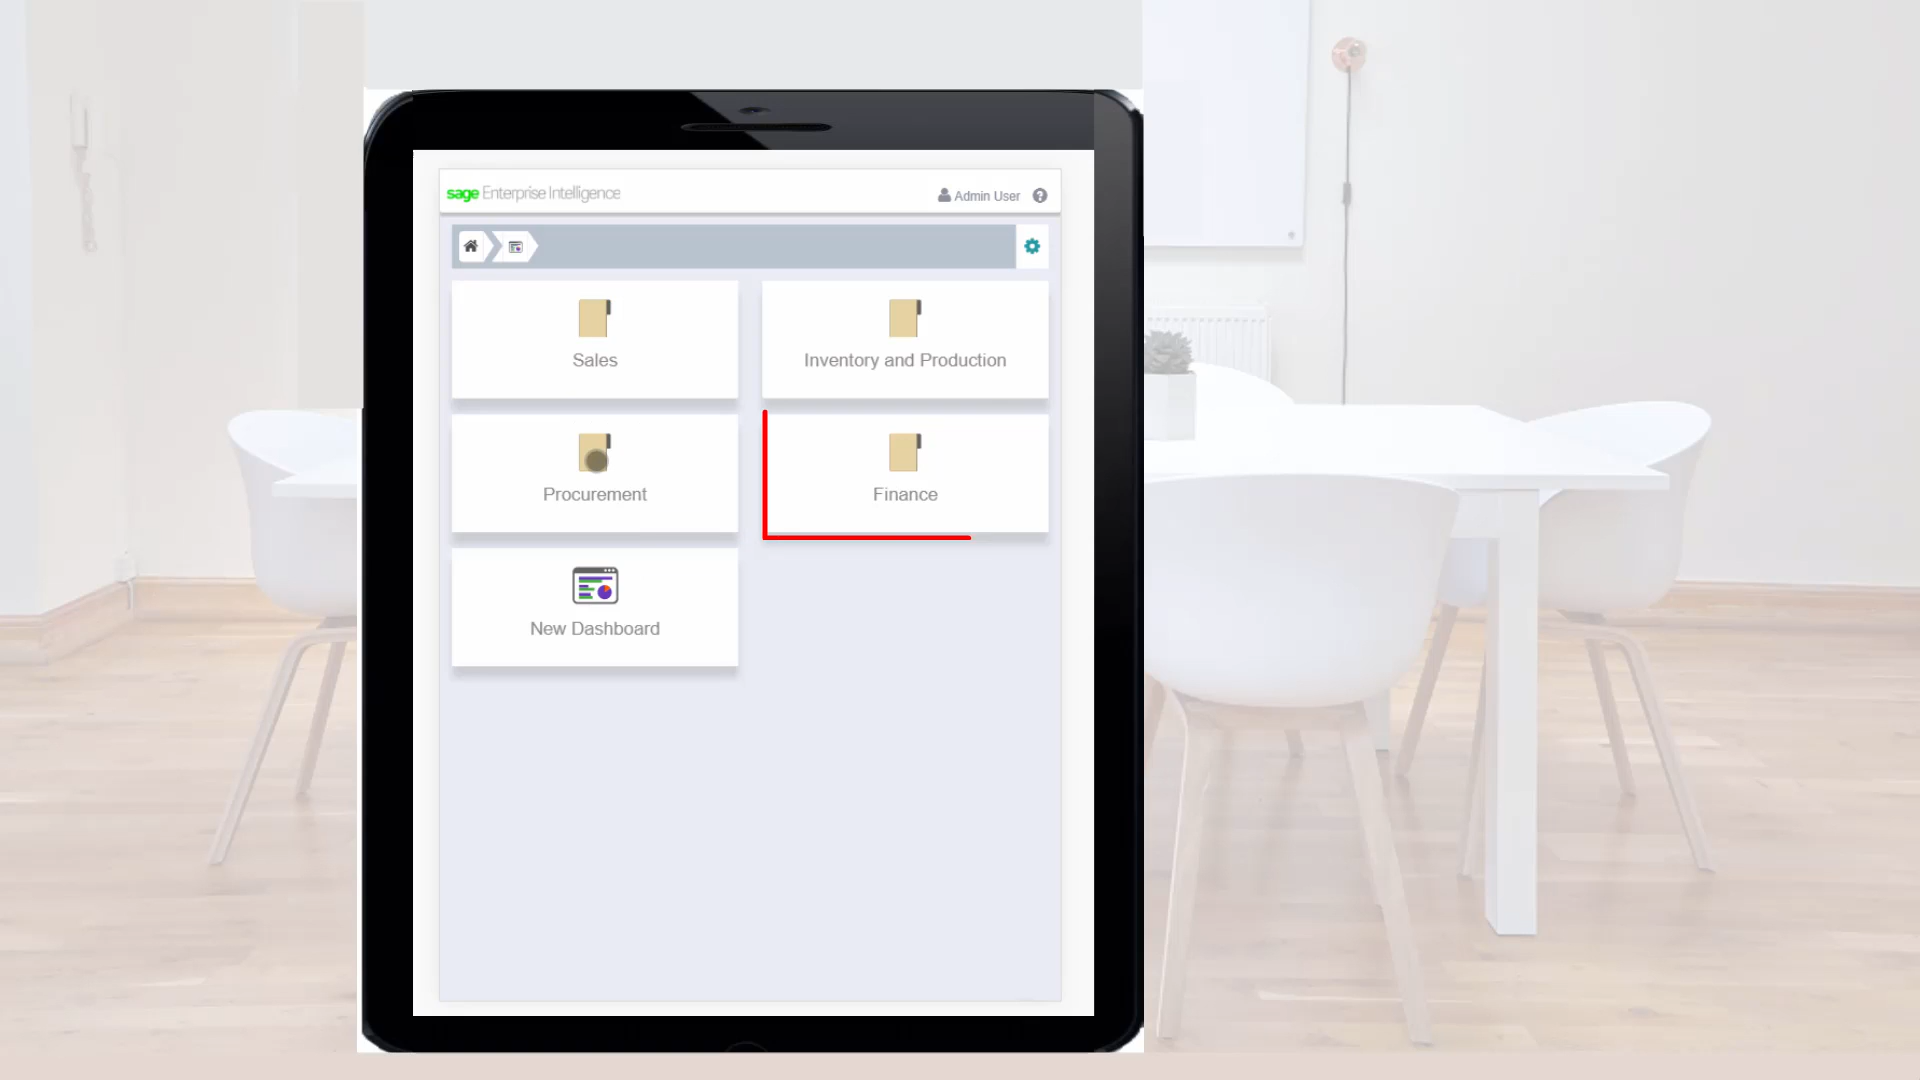 sage Enterprise Intelligence
Admin User
Sales
Inventory and Production
Procurement
Finance
New Dashboard